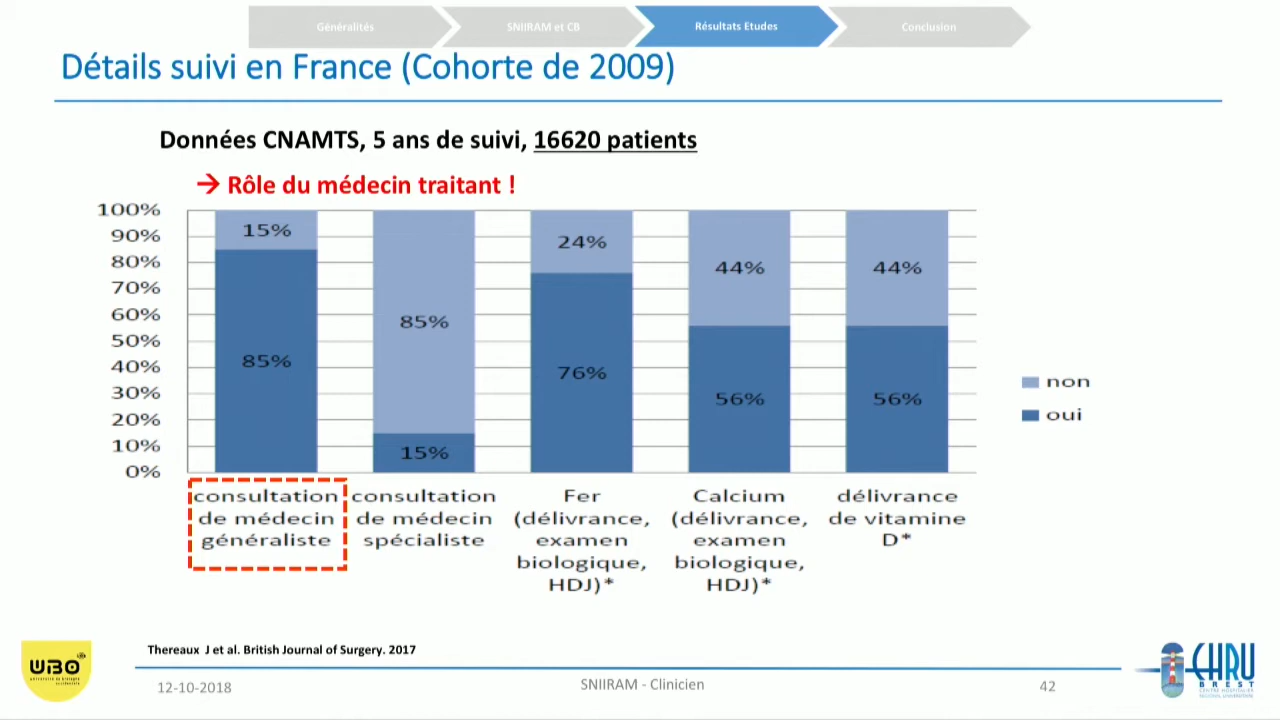 Généralités
SNIIRAM et CB
Résultats Etudes
Conclusion
Détails suivi en France (Cohorte de 2009)
Données CNAMTS, 5 ans de suivi, 16620 patients
→ Rôle du médecin traitant !
100%
90%
80%
70%
60%
50%
40%
30%
20%
10%
0%
15%
85%
85%
15%
24%
76%
44%
56%
44%
56%
non
oui
consultation
de médecin
généraliste
consultation
de médecin
spécialiste
Fer
(délivrance,
examen
biologique,
HDJ)*
Calcium
(délivrance,
examen
biologique,
HDJ)*
délivrance
de vitamine
D*
Thereaux J et al. British Journal of Surgery. 2017
UBO
12-10-2018
SNIIRAM - Clinicien
42
CHRU
BREST